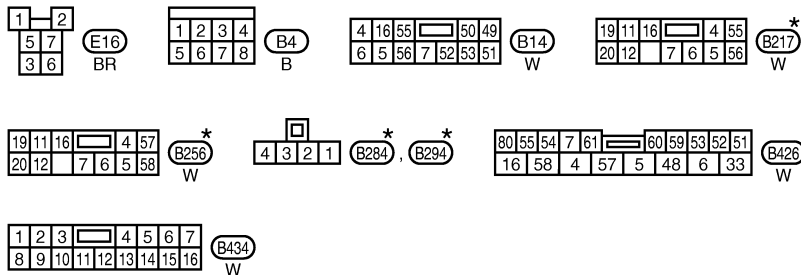 1 2
5 7
3 6
E16
BR
1 2 3 4
5 6 7 8
B4
B
4 16 55 50 49
6 5 56 7 52 53 51
B14
W
19 11 16 4 55
20 12 7 6 5 56
*
B217
W
19 11 16 4 57
20 12 7 6 5 58
*
B256
W
4 3 2 1
*
B284 ,
*
B294
80 55 54 7 61 60 59 53 52 51
16 58 4 57 5 48 6 33
B426
W
1 2 3 4 5 6 7
8 9 10 11 12 13 14 15 16
B434
W